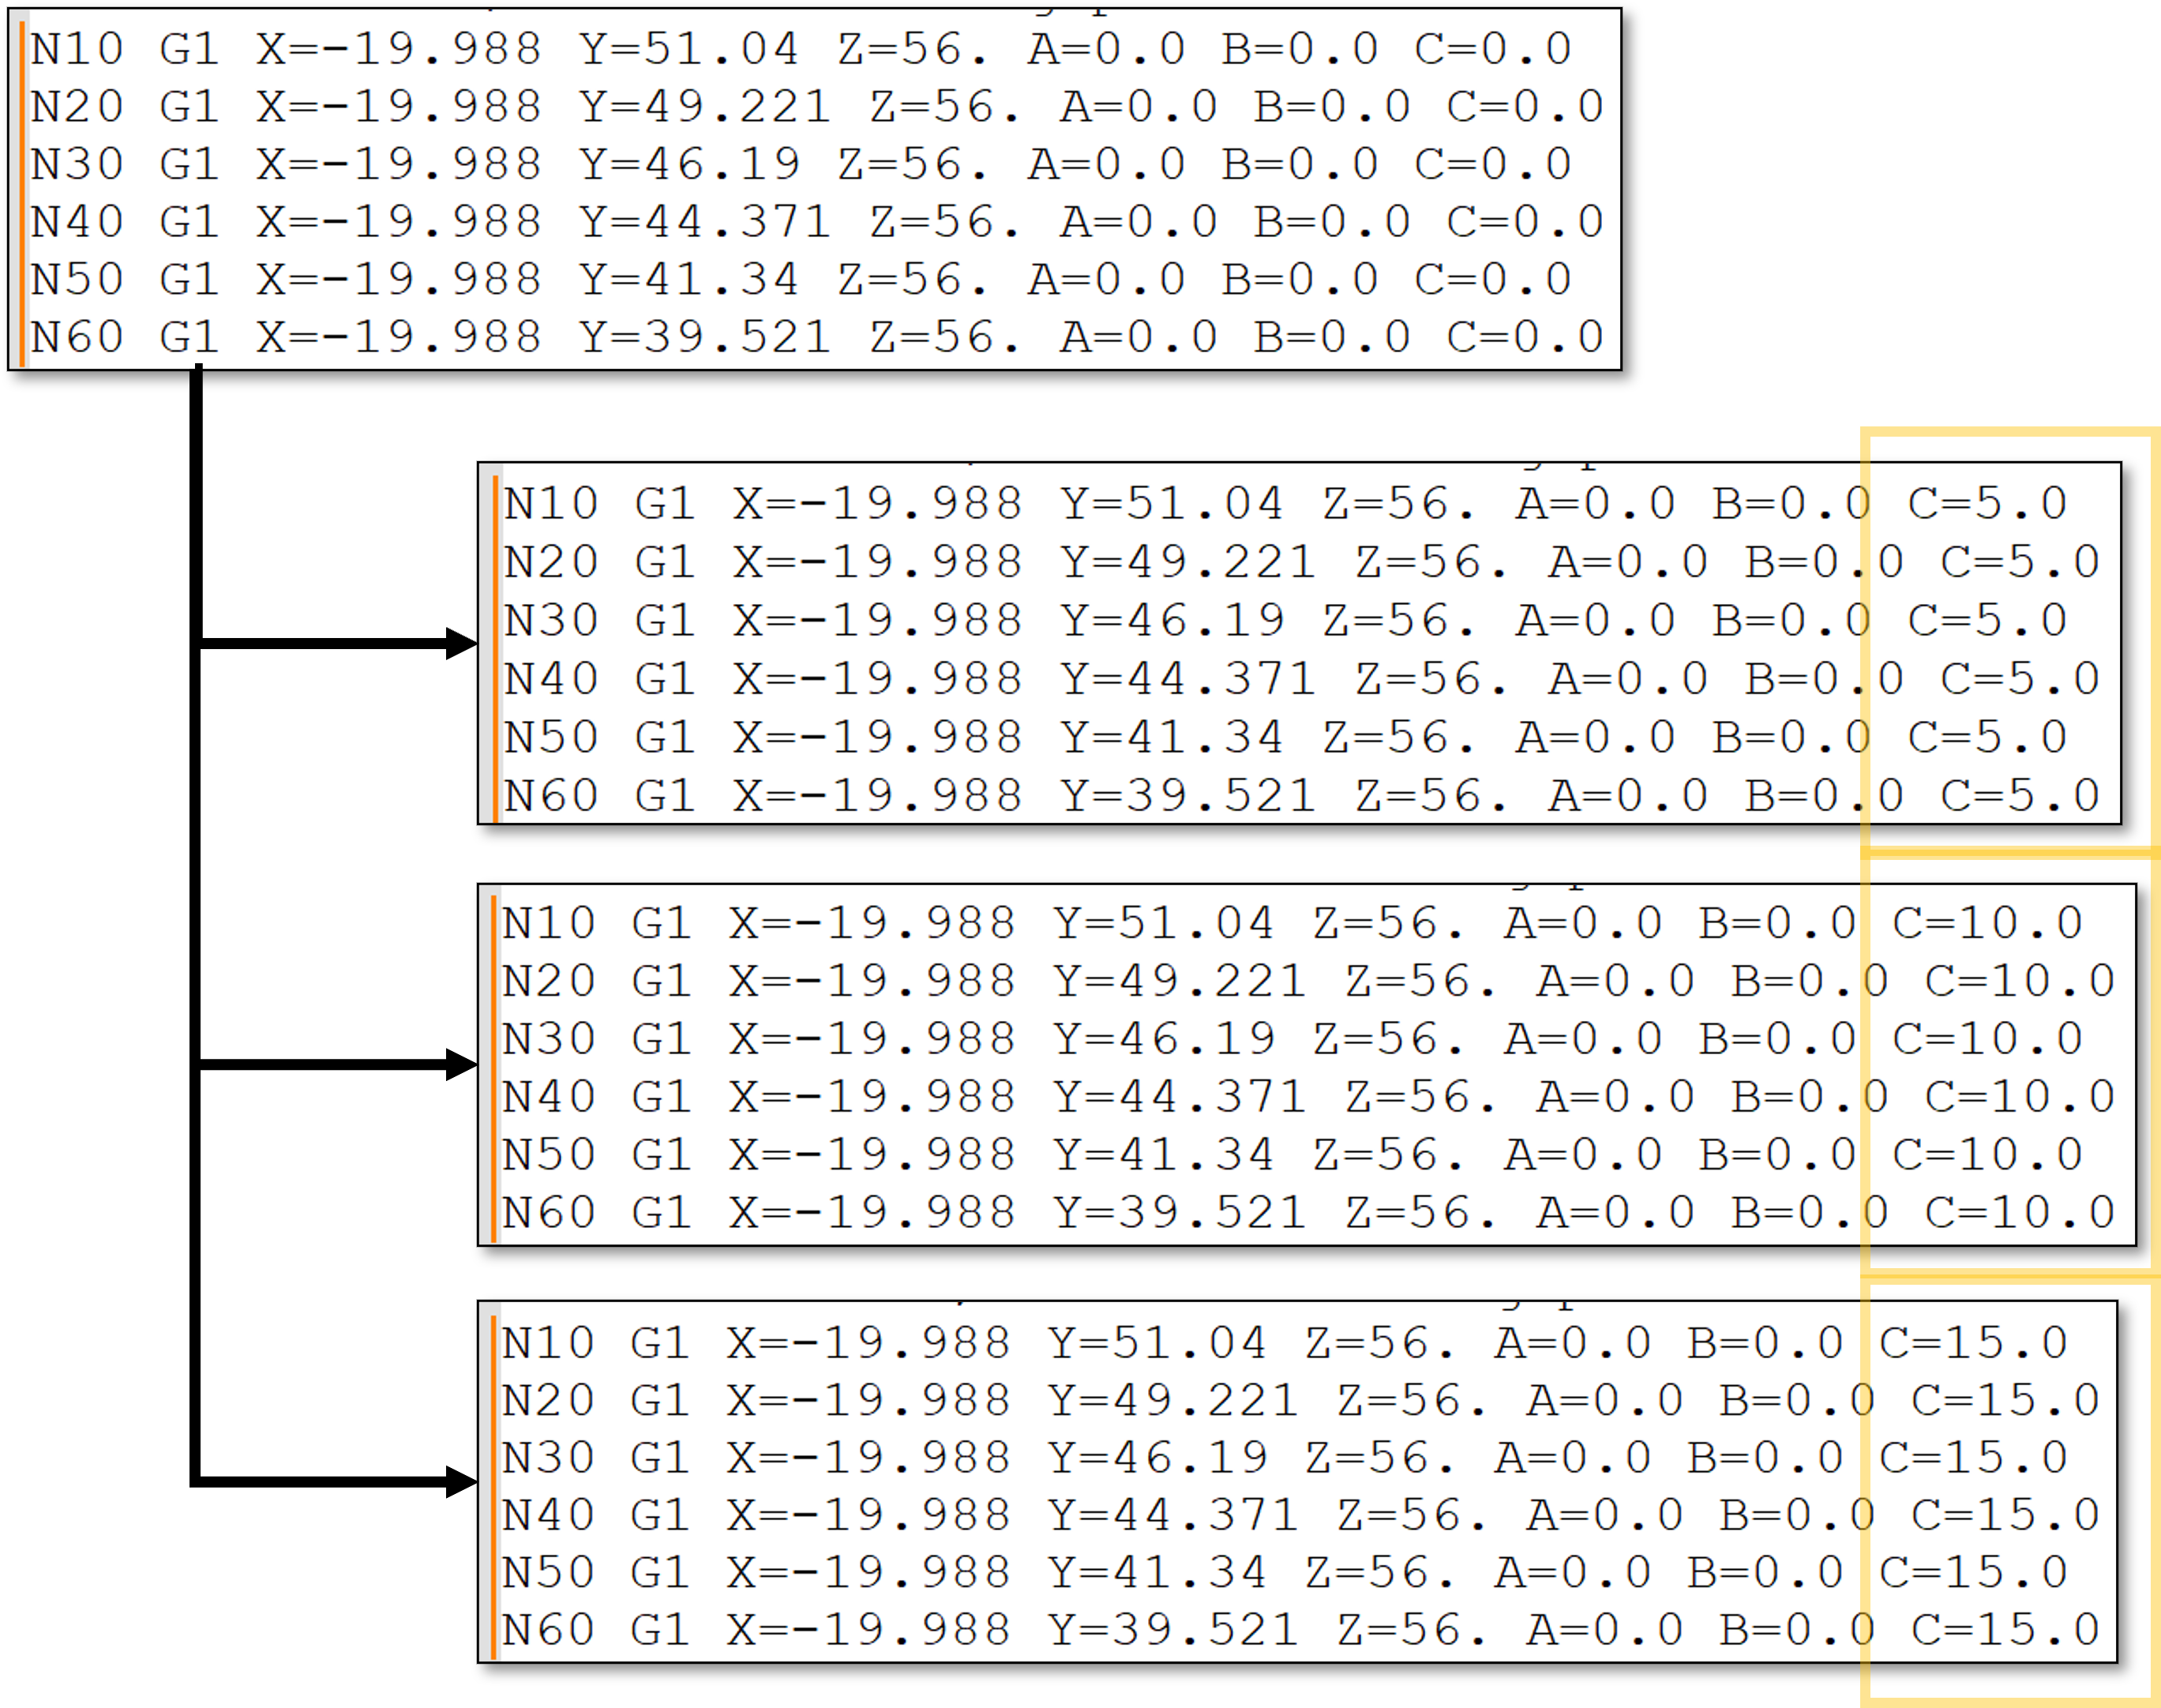 N10 G1 X=-19.988 Y=51.04 Z=56. A=0.0 B=0.0 C=0.0
N20 G1 X=-19.988 Y=49.221 Z=56. A=0.0 B=0.0 C=0.0
N30 G1 X=-19.988 Y=46.19 Z=56. A=0.0 B=0.0 C=0.0
N40 G1 X=-19.988 Y=44.371 Z=56. A=0.0 B=0.0 C=0.0
N50 G1 X=-19.988 Y=41.34 Z=56. A=0.0 B=0.0 C=0.0
N60 G1 X=-19.988 Y=39.521 Z=56. A=0.0 B=0.0 C=0.0
N10 G1 X=-19.988 Y=51.04 Z=56. A=0.0 B=0.0 C=5.0
N20 G1 X=-19.988 Y=49.221 Z=56. A=0.0 B=0.0 C=5.0
N30 G1 X=-19.988 Y=46.19 Z=56. A=0.0 B=0.0 C=5.0
N40 G1 X=-19.988 Y=44.371 Z=56. A=0.0 B=0.0 C=5.0
N50 G1 X=-19.988 Y=41.34 Z=56. A=0.0 B=0.0 C=5.0
N60 G1 X=-19.988 Y=39.521 Z=56. A=0.0 B=0.0 C=5.0
N10 G1 X=-19.988 Y=51.04 Z=56. A=0.0 B=0.0 C=10.0
N20 G1 X=-19.988 Y=49.221 Z=56. A=0.0 B=0.0 C=10.0
N30 G1 X=-19.988 Y=46.19 Z=56. A=0.0 B=0.0 C=10.0
N40 G1 X=-19.988 Y=44.371 Z=56. A=0.0 B=0.0 C=10.0
N50 G1 X=-19.988 Y=41.34 Z=56. A=0.0 B=0.0 C=10.0
N60 G1 X=-19.988 Y=39.521 Z=56. A=0.0 B=0.0 C=10.0
N10 G1 X=-19.988 Y=51.04 Z=56. A=0.0 B=0.0 C=15.0
N20 G1 X=-19.988 Y=49.221 Z=56. A=0.0 B=0.0 C=15.0
N30 G1 X=-19.988 Y=46.19 Z=56. A=0.0 B=0.0 C=15.0
N40 G1 X=-19.988 Y=44.371 Z=56. A=0.0 B=0.0 C=15.0
N50 G1 X=-19.988 Y=41.34 Z=56. A=0.0 B=0.0 C=15.0
N60 G1 X=-19.988 Y=39.521 Z=56. A=0.0 B=0.0 C=15.0